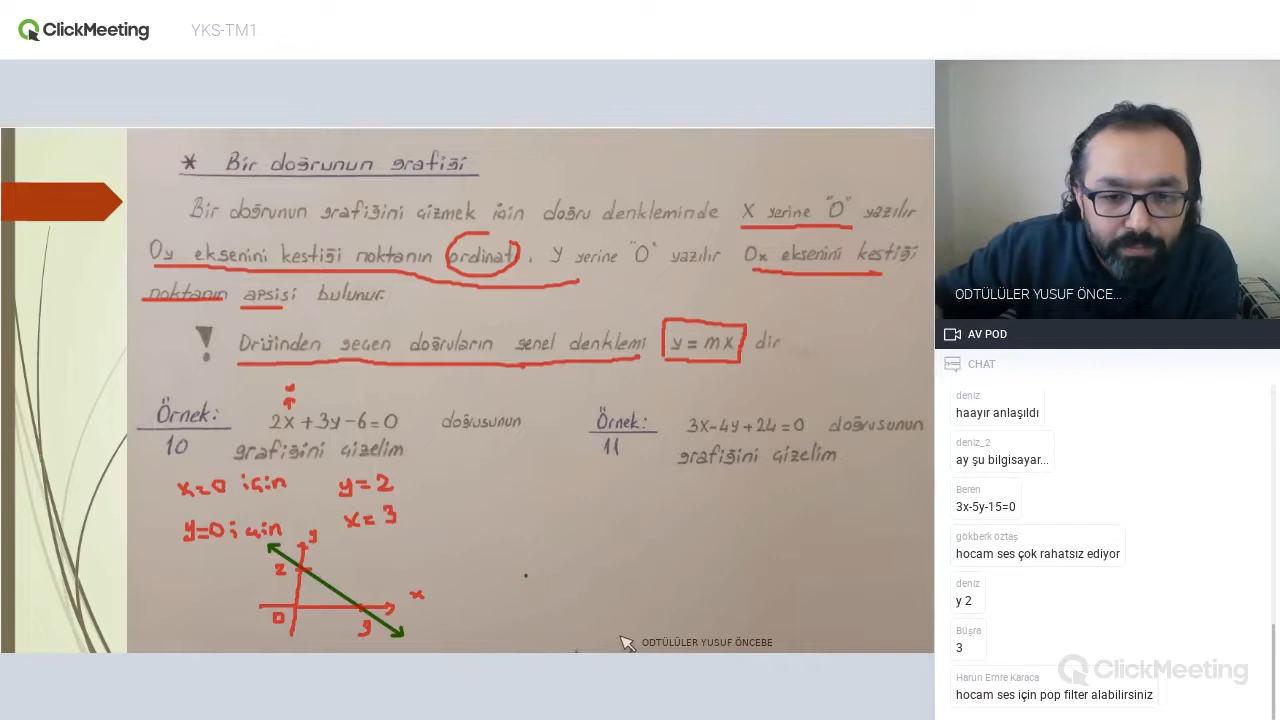 ClickMeeting
YKS-TM1
* Bir doğrunun grafiği
Bir doğrunun grafiğini çizmek için doğru denkleminde X yerine "0" yazılır
Oy eksenini kestiği noktanın ordinatı, y yerine "0" yazılır Ox eksenini kestiği
noktanın apsisi bulunur.
! Orijinden geçen doğruların genel denklemi y = mx dir
Örnek: 10
2x+3y-6=0 doğrusunun
grafiğini çizelim
x=0 için y=2
y=0 için x=3
y
2
x
0
3
Örnek: 11
3x-4y+24=0 doğrusunun
grafiğini çizelim
ODTÜLÜLER YUSUF ÖNCEBE
ODTÜLÜLER YUSUF ÖNCE...
AV POD
CHAT
deniz
haayır anlaşıldı
deniz_2
ay şu bilgisayar...
Beren
3x-5y-15=0
gökberk öztaş
hocam ses çok rahatsız ediyor
deniz
y 2
Büşra
3
Harun Emre Karaca
hocam ses için pop filter alabilirsiniz
ClickMeeting